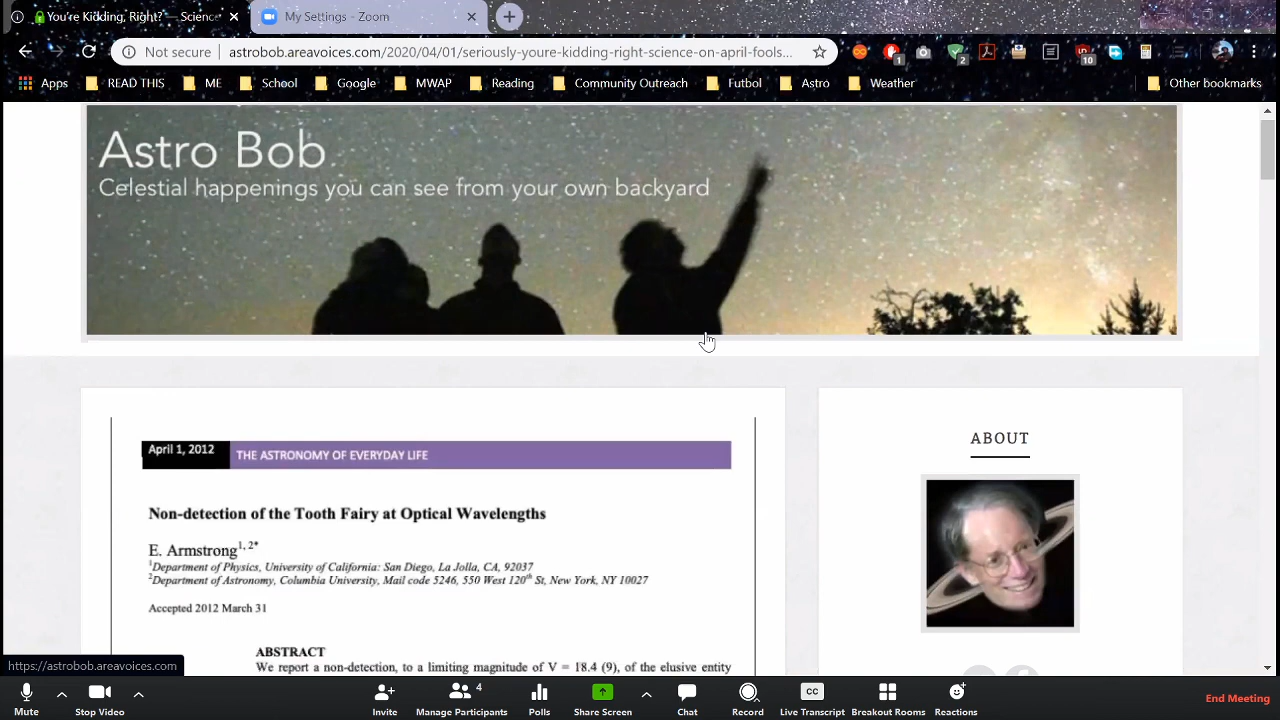 You're Kidding, Right? — Science
My Settings - Zoom
Not secure
astrobob.areavoices.com/2020/04/01/seriously-youre-kidding-right-science-on-april-fools...
1
2
10
Apps
READ THIS
ME
School
Google
MWAP
Reading
Community Outreach
Futbol
Astro
Weather
Other bookmarks
Astro Bob
Celestial happenings you can see from your own backyard
April 1, 2012
THE ASTRONOMY OF EVERYDAY LIFE
Non-detection of the Tooth Fairy at Optical Wavelengths
E. Armstrong1, 2*
1Department of Physics, University of California: San Diego, La Jolla, CA, 92037
2Department of Astronomy, Columbia University, Mail code 5246, 550 West 120th St, New York, NY 10027
Accepted 2012 March 31
ABSTRACT
We report a non-detection, to a limiting magnitude of V = 18.4 (9), of the elusive entity
ABOUT
https://astrobob.areavoices.com
Mute
Stop Video
Invite
4
Manage Participants
Polls
Share Screen
Chat
Record
CC
Live Transcript
Breakout Rooms
Reactions
End Meeting